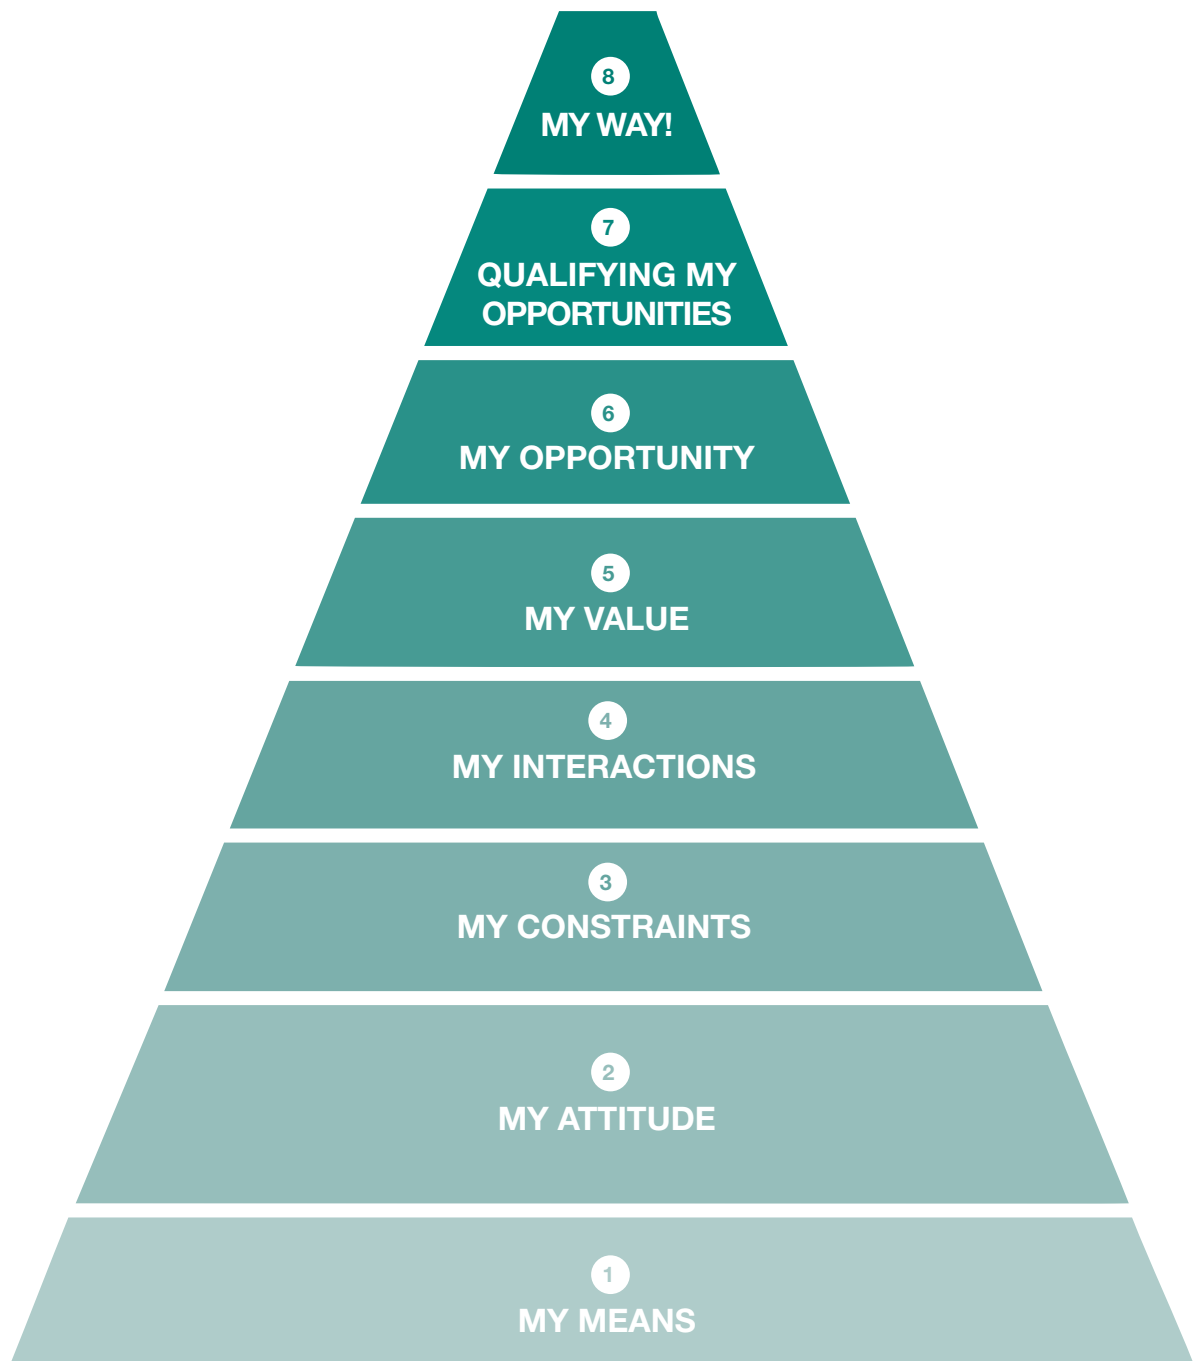 8
MY WAY!
7
QUALIFYING MY
OPPORTUNITIES
6
MY OPPORTUNITY
5
MY VALUE
4
MY INTERACTIONS
3
MY CONSTRAINTS
2
MY ATTITUDE
1
MY MEANS